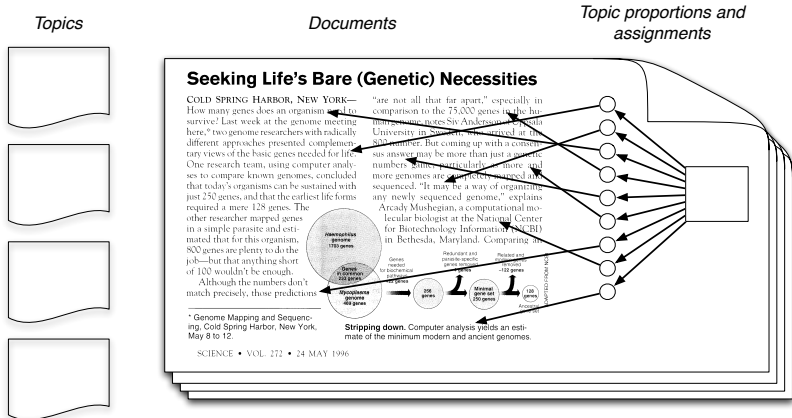 Topics
Documents
Topic proportions and
assignments
Seeking Life's Bare (Genetic) Necessities
COLD SPRING HARBOR, NEW YORK—
How many genes does an organism need to
survive? Last week at the genome meeting
here,* two genome researchers with radically
different approaches presented complemen-
tary views of the basic genes needed for life.
One research team, using computer analy-
ses to compare known genomes, concluded
that today's organisms can be sustained with
just 250 genes, and that the earliest life forms
required a mere 128 genes. The
other researcher mapped genes
in a simple parasite and esti-
mated that for this organism,
800 genes are plenty to do the
job—but that anything short
of 100 wouldn't be enough.
Although the numbers don't
match precisely, those predictions
* Genome Mapping and Sequenc-
ing, Cold Spring Harbor, New York,
May 8 to 12.
"are not all that far apart," especially in
comparison to the 75,000 genes in the hu-
man genome, notes Siv Andersson of Uppsala
University in Sweden, who arrived at the
800 number. But coming up with a consen-
sus answer may be more than just a genetic
numbers game, particularly as more and
more genomes are completely mapped and
sequenced. "It may be a way of organizing
any newly sequenced genome," explains
Arcady Mushegian, a computational mo-
lecular biologist at the National Center
for Biotechnology Information (NCBI)
in Bethesda, Maryland. Comparing an
Haemophilus
genome
1703 genes
Genes
in common
233 genes
Mycoplasma
genome
469 genes
Genes
needed
for biochemical
pathways
+22 genes
256
genes
Redundant and
parasite-specific
genes removed
genes
Minimal
gene set
250 genes
Related and
removed
–122 genes
128
genes
Ancestral
gene set
ADAPTED FROM NCBI
Stripping down. Computer analysis yields an esti-
mate of the minimum modern and ancient genomes.
SCIENCE • VOL. 272 • 24 MAY 1996